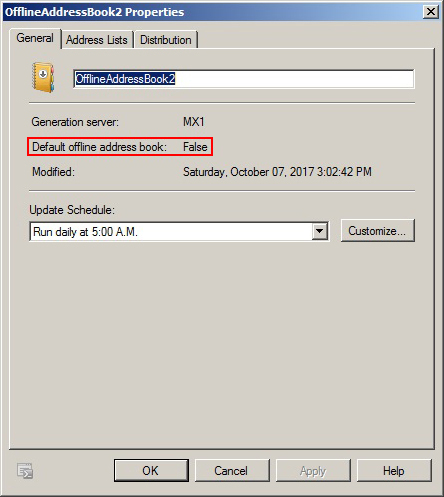 OfflineAddressBook2 Properties
General Address Lists Distribution
OfflineAddressBook2
Generation server: MX1
Default offline address book: False
Modified: Saturday, October 07, 2017 3:02:42 PM
Update Schedule:
Run daily at 5:00 A.M. Customize...
OK Cancel Apply Help